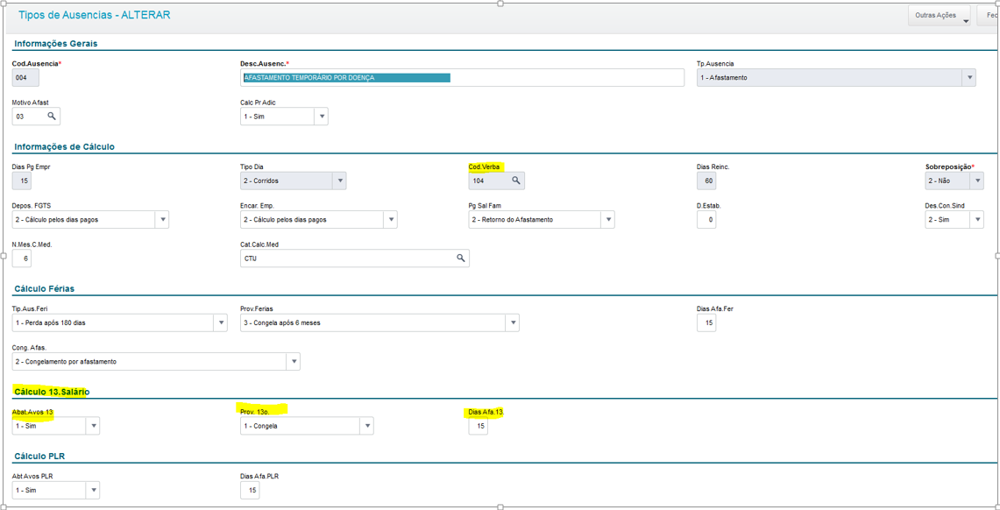 Tipos de Ausencias - ALTERAR
Outras Ações
Fec
Informações Gerais
Cod.Ausencia* Desc.Ausenc.* Tp.Ausencia
004 AFASTAMENTO TEMPORÁRIO POR DOENÇA 1 - Afastamento
Motivo Afast Calc Pr Adic
03 1 - Sim
Informações de Cálculo
Dias Pg Empr Tipo Dia Cod.Verba Dias Reinc. Sobreposição*
15 2 - Corridos 104 60 2 - Não
Depos. FGTS Encar. Emp. Pg Sal Fam D.Estab. Des.Con.Sind
2 - Cálculo pelos dias pagos 2 - Cálculo pelos dias pagos 2 - Retorno do Afastamento 0 2 - Sim
N.Mes.C.Med. Cat.Calc.Med
6 CTIJ
Cálculo Férias
Tip.Aus.Feri Prov.Ferias Dias Afa.Fer
1 - Perda após 180 dias 3 - Congela após 6 meses 15
Cong. Afas.
2 - Congelamento por afastamento
Cálculo 13.Salário
Abat.Avos 13 Prov. 13o. Dias Afa.13.
1 - Sim 1 - Congela 15
Cálculo PLR
Abt Avos PLR Dias Afa.PLR
1 - Sim 15